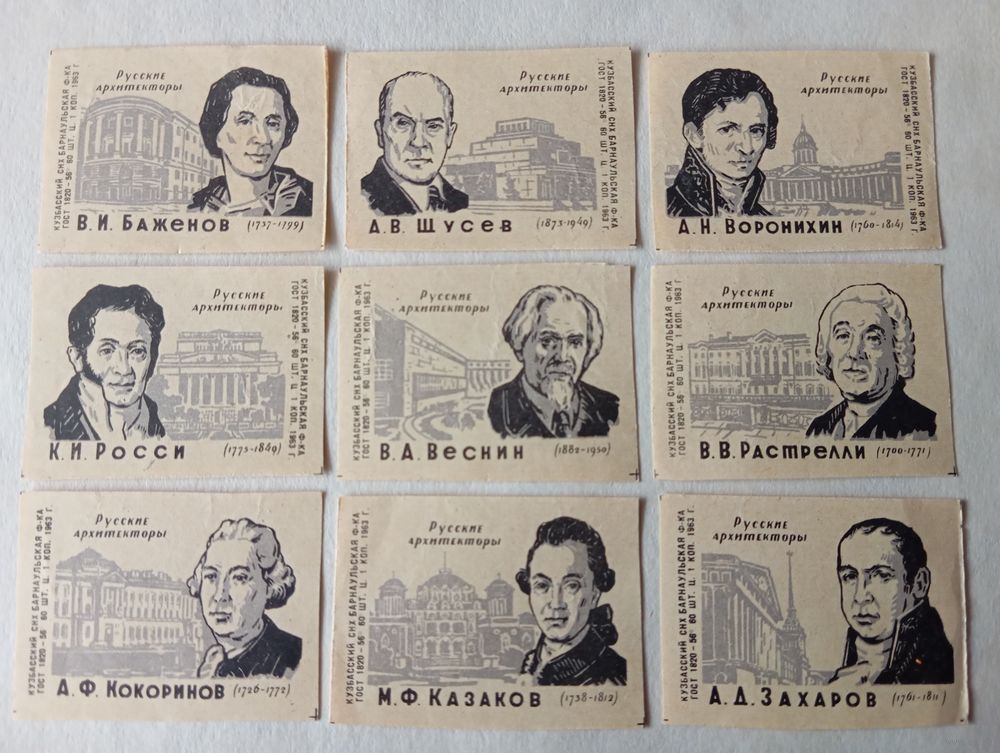 КУЗБАССКИЙ СНХ БАРНАУЛЬСКАЯ Ф-КА
ГОСТ 1820-56 60 ШТ. Ц. 1 КОП. 1963 Г.
Русские
архитекторы
В.И. Баженов (1737-1799)
Русские
архитекторы
КУЗБАССКИЙ СНХ БАРНАУЛЬСКАЯ Ф-КА
ГОСТ 1820-56 60 ШТ. Ц. 1 КОП. 1963 Г.
А.В. Щусев (1873-1949)
Русские
архитекторы
КУЗБАССКИЙ СНХ БАРНАУЛЬСКАЯ Ф-КА
ГОСТ 1820-56 60 ШТ. Ц. 1 КОП. 1963 Г.
А.Н. Воронихин (1760-1814)
Русские
архитекторы
КУЗБАССКИЙ СНХ БАРНАУЛЬСКАЯ Ф-КА
ГОСТ 1820-56 60 ШТ. Ц. 1 КОП. 1963 Г.
К.И. Росси (1775-1849)
КУЗБАССКИЙ СНХ БАРНАУЛЬСКАЯ Ф-КА
ГОСТ 1820-56 60 ШТ. Ц. 1 КОП. 1963 Г.
Русские
архитекторы
В.А. Веснин (1882-1950)
КУЗБАССКИЙ СНХ БАРНАУЛЬСКАЯ Ф-КА
ГОСТ 1820-56 60 ШТ. Ц. 1 КОП. 1963 Г.
Русские
архитекторы
В.В. Растрелли (1700-1771)
КУЗБАССКИЙ СНХ БАРНАУЛЬСКАЯ Ф-КА
ГОСТ 1820-56 60 ШТ. Ц. 1 КОП. 1963 Г.
Русские
архитекторы
А.Ф. Кокоринов (1726-1772)
КУЗБАССКИЙ СНХ БАРНАУЛЬСКАЯ Ф-КА
ГОСТ 1820-56 60 ШТ. Ц. 1 КОП. 1963 Г.
Русские
архитекторы
М.Ф. Казаков (1738-1812)
КУЗБАССКИЙ СНХ БАРНАУЛЬСКАЯ Ф-КА
ГОСТ 1820-56 60 ШТ. Ц. 1 КОП. 1963 Г.
Русские
архитекторы
А.Д. Захаров (1761-1811)